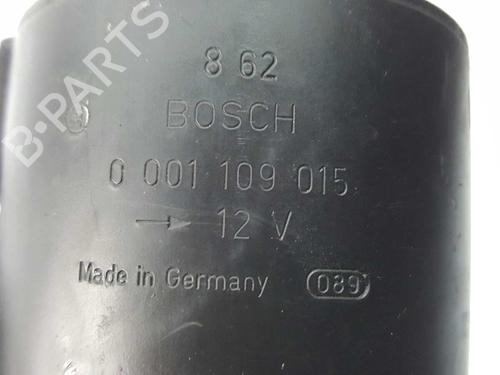 B-PARTS
8 62
BOSCH
0 001 109 015
→ 12 V
Made in Germany 089